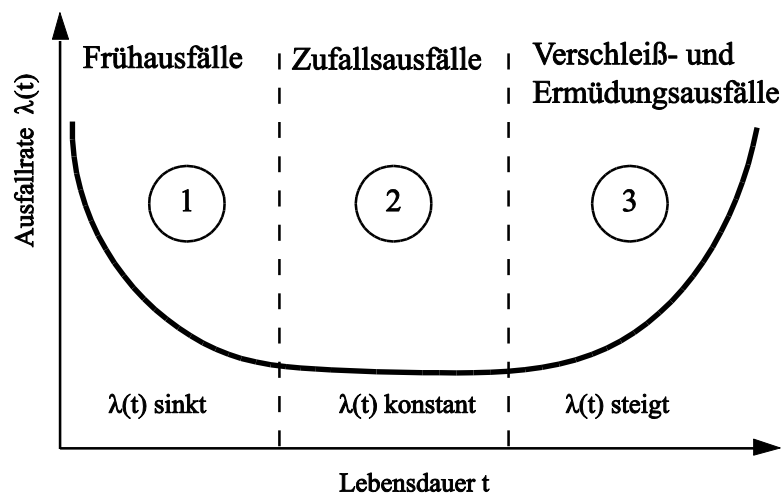 Frühausfälle
Zufallsausfälle
Verschleiß- und
Ermüdungsausfälle
Ausfallrate λ(t)
1
2
3
λ(t) sinkt
λ(t) konstant
λ(t) steigt
Lebensdauer t